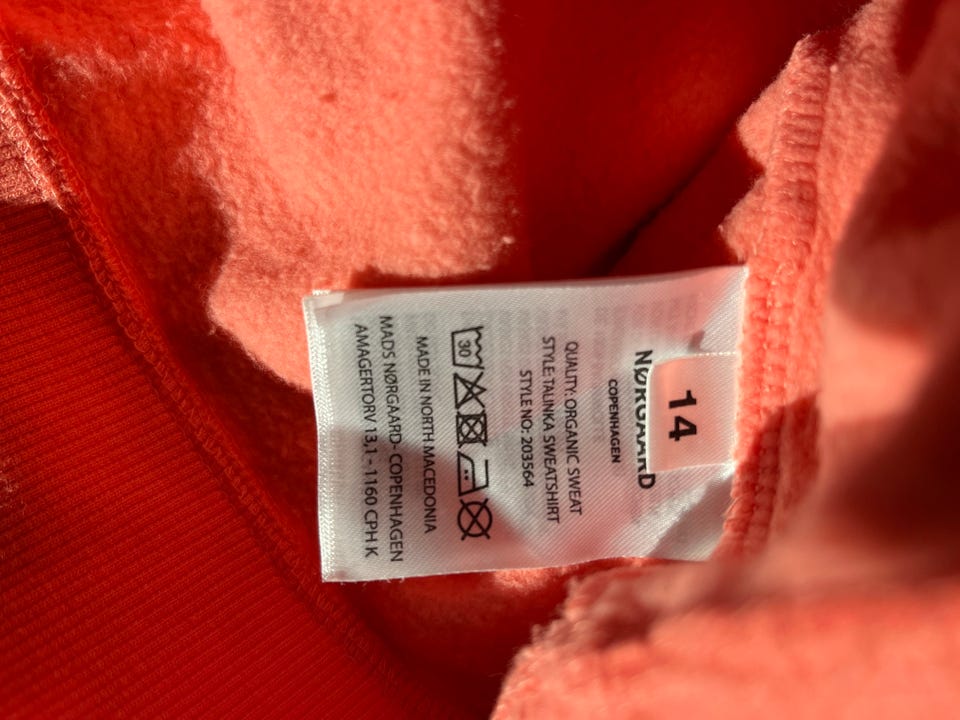 14
NØRGAARD
COPENHAGEN
QUALITY: ORGANIC SWEAT
STYLE:TALINKA SWEATSHIRT
STYLE NO: 203564
30
MADE IN NORTH MACEDONIA
MADS NØRGAARD- COPENHAGEN
AMAGERTORV 13,1 - 1160 CPH K